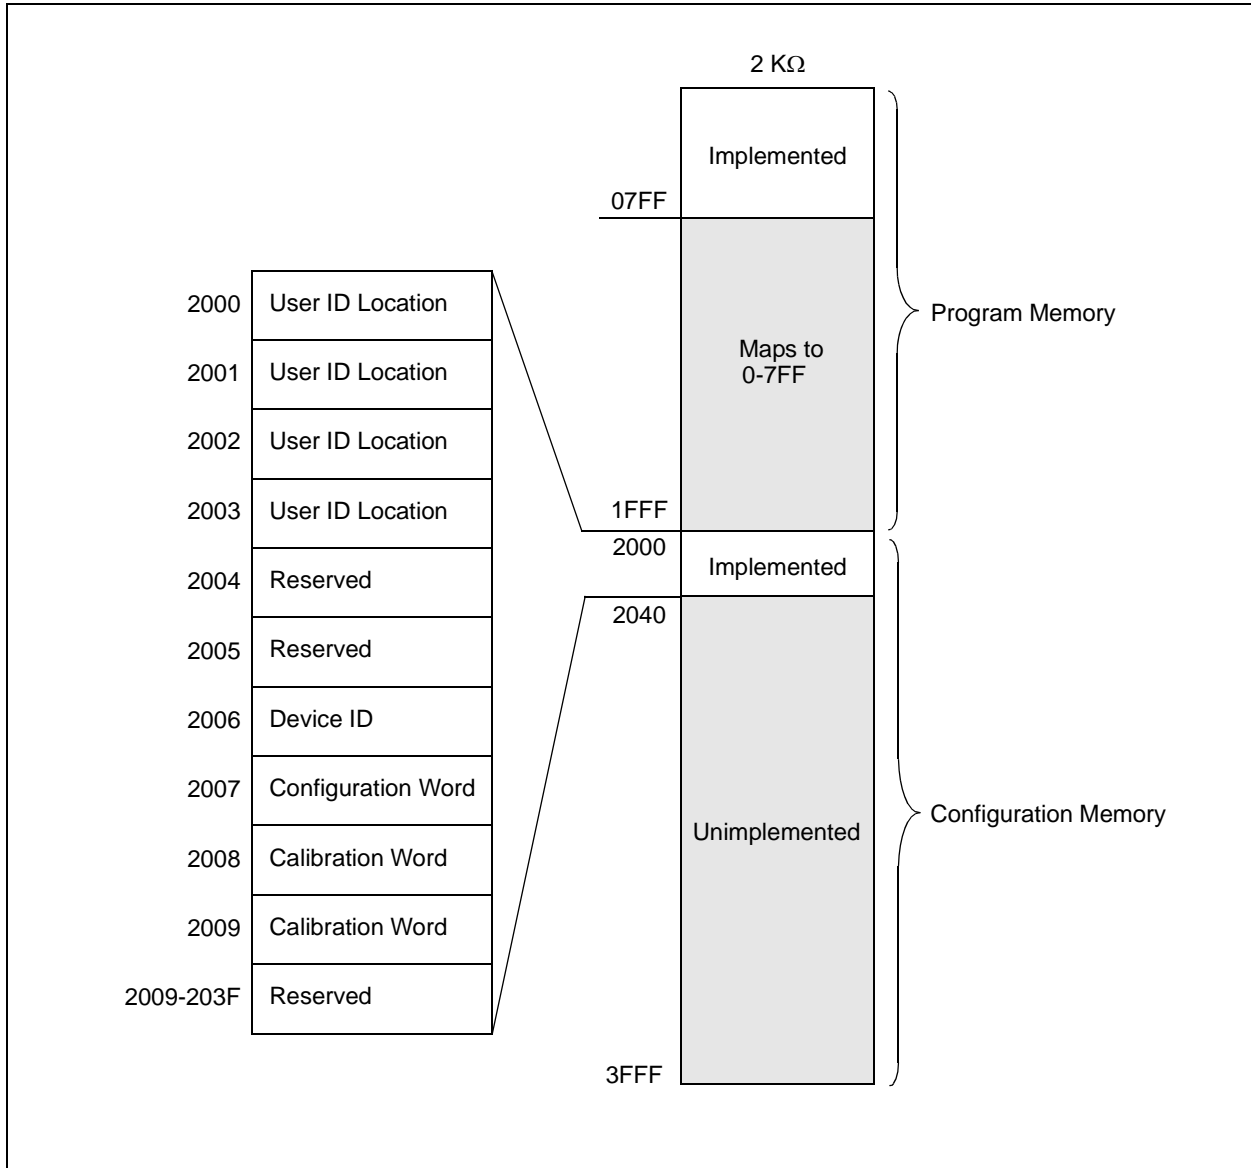 2 KΩ
Implemented
07FF
Maps to
0-7FF
Program Memory
1FFF
2000
Implemented
2040
Unimplemented
Configuration Memory
3FFF
2000 User ID Location
2001 User ID Location
2002 User ID Location
2003 User ID Location
2004 Reserved
2005 Reserved
2006 Device ID
2007 Configuration Word
2008 Calibration Word
2009 Calibration Word
2009-203F Reserved